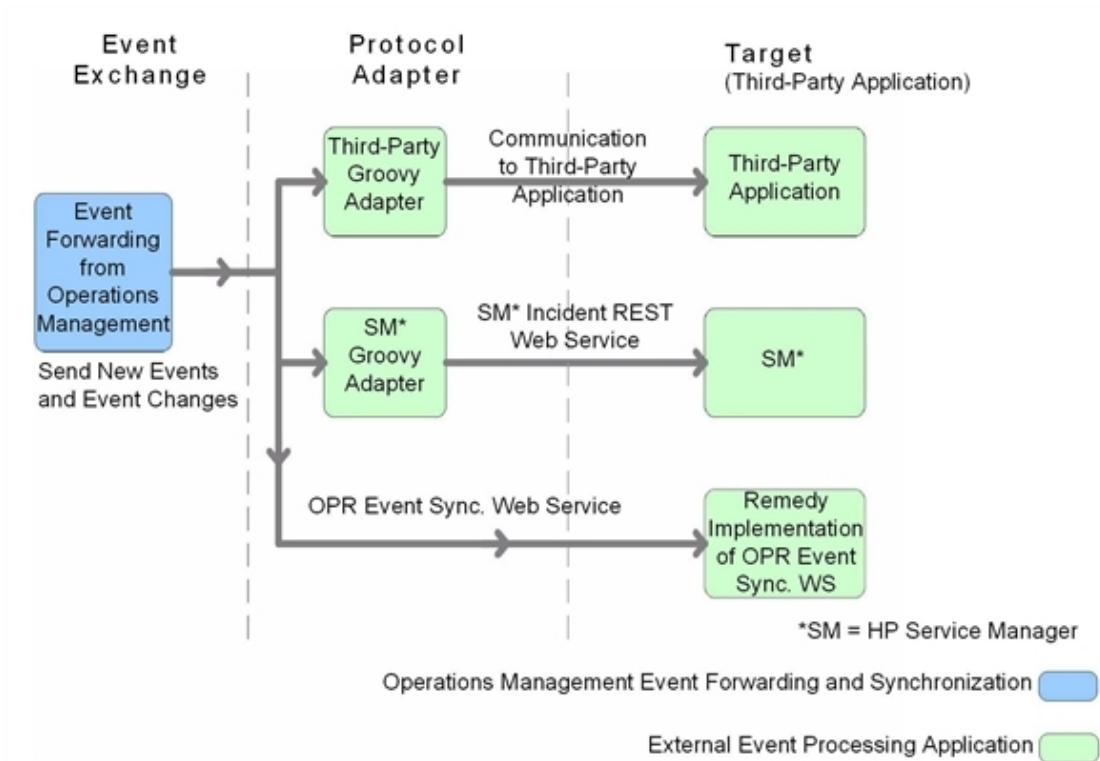 Event
Exchange
Protocol
Adapter
Target
(Third-Party Application)
Third-Party
Groovy
Adapter
Communication
to Third-Party
Application
Third-Party
Application
Event
Forwarding
from
Operations
Management
Send New Events
and Event Changes
SM*
Groovy
Adapter
SM* Incident REST
Web Service
SM*
OPR Event Sync. Web Service
Remedy
Implementation
of OPR Event
Sync. WS
*SM = HP Service Manager
Operations Management Event Forwarding and Synchronization
External Event Processing Application